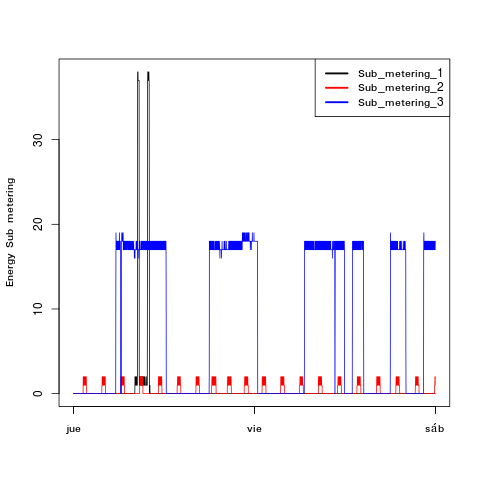 Sub_metering_1
Sub_metering_2
Sub_metering_3
Energy Sub metering
30
20
10
0
jue vie sáb